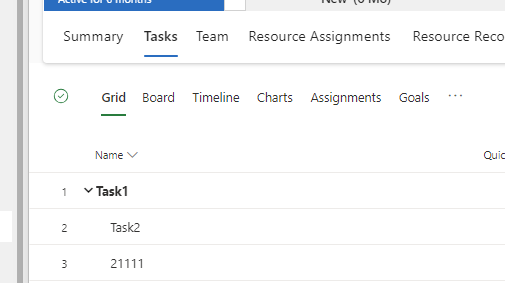 Active for 6 months
New (6 Mo)
Summary Tasks Team Resource Assignments Resource Reco
Grid Board Timeline Charts Assignments Goals ...
Name Quic
1 Task1
2 Task2
3 21111